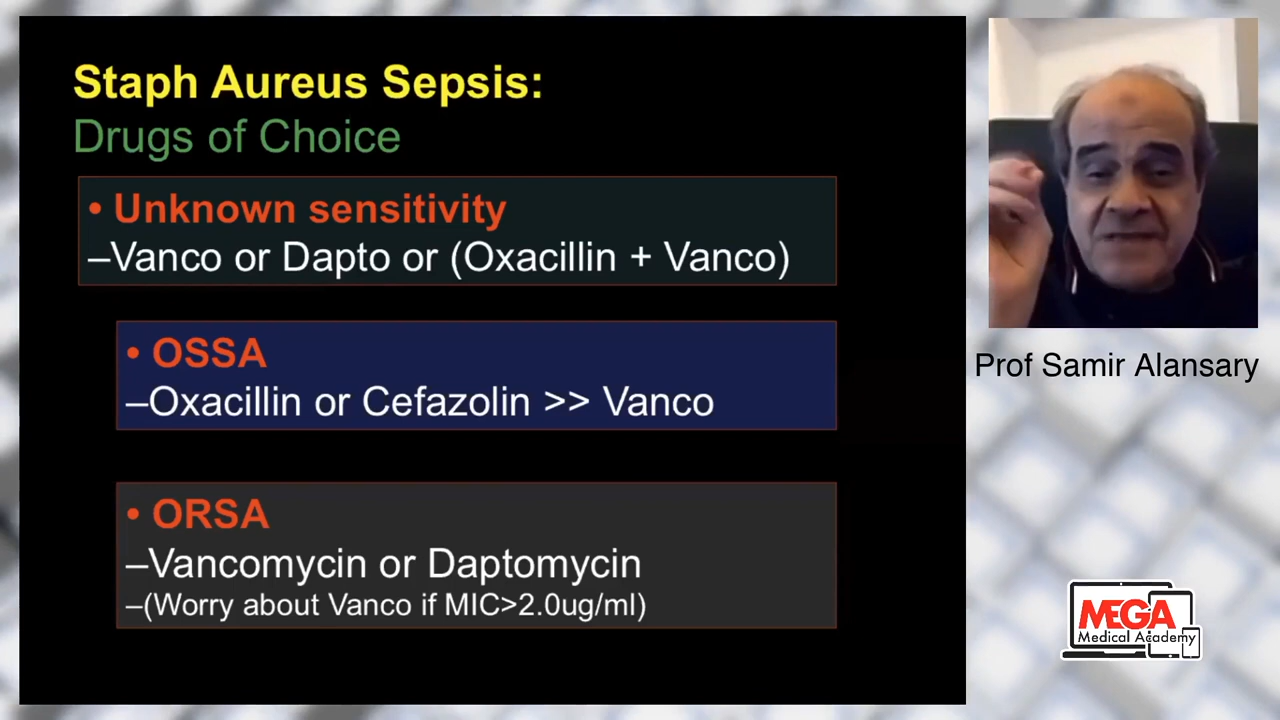 Staph Aureus Sepsis:
Drugs of Choice
• Unknown sensitivity
–Vanco or Dapto or (Oxacillin + Vanco)
• OSSA
–Oxacillin or Cefazolin >> Vanco
• ORSA
–Vancomycin or Daptomycin
–(Worry about Vanco if MIC>2.0ug/ml)
Prof Samir Alansary
MEGA
Medical Academy